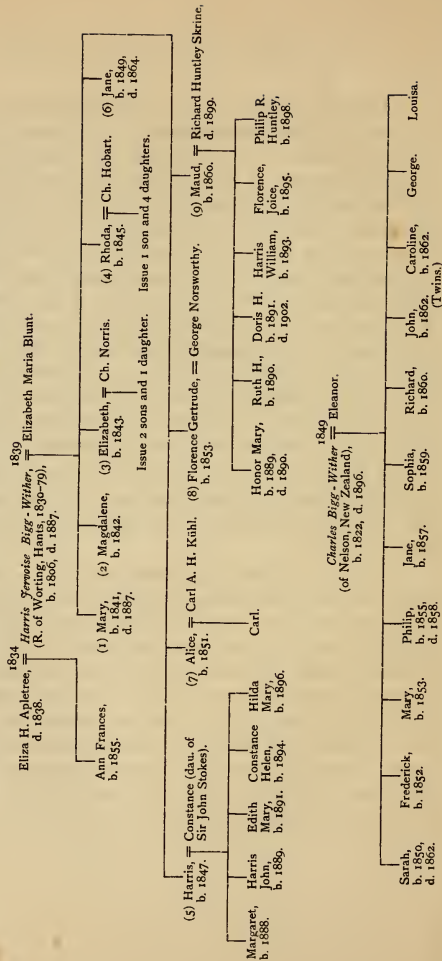 1834
1839
Eliza H. Apletree, = Harris Jervoise Bigg-Wither, = Elizabeth Maria Blunt.
d. 1838.
(R. of Worting, Hants, 1830-79),
b. 1806, d. 1887.
Ann Frances,
b. 1855.
(1) Mary,
b. 1841,
d. 1887.
(2) Magdalene,
b. 1842.
(3) Elizabeth, = Ch. Norris.
b. 1843.
Issue 2 sons and 1 daughter.
(4) Rhoda, = Ch. Hobart.
b. 1845.
Issue 1 son and 4 daughters.
(6) Jane,
b. 1849,
d. 1864.
(5) Harris, = Constance (dau. of
b. 1847.
Sir John Stokes).
(7) Alice, = Carl A. H. Kühl.
b. 1851.
Carl.
(8) Florence
Gertrude, = George Norsworthy.
b. 1853.
(9) Maud, = Richard Huntley Skrine,
b. 1860.
d. 1899.
Margaret,
b. 1888.
Harris
John,
b. 1889.
Edith
Mary,
b. 1891.
Constance
Helen,
b. 1894.
Hilda
Mary,
b. 1896.
Honor Mary,
b. 1889,
d. 1890.
Ruth H.,
b. 1890.
Doris H.
b. 1891.
d. 1902.
Harris
William,
b. 1893.
Florence,
Joice,
b. 1895.
Philip R.
Huntley,
b. 1898.
1849
Charles Bigg-Wither = Eleanor.
(of Nelson, New Zealand),
b. 1822, d. 1896.
Sarah,
b. 1850,
d. 1862.
Frederick,
b. 1852.
Mary,
b. 1853.
Philip,
b. 1855,
d. 1858.
Jane,
b. 1857.
Sophia,
b. 1859.
Richard,
b. 1860.
John,
b. 1862.
Caroline,
b. 1862.
(Twins.)
George.
Louisa.